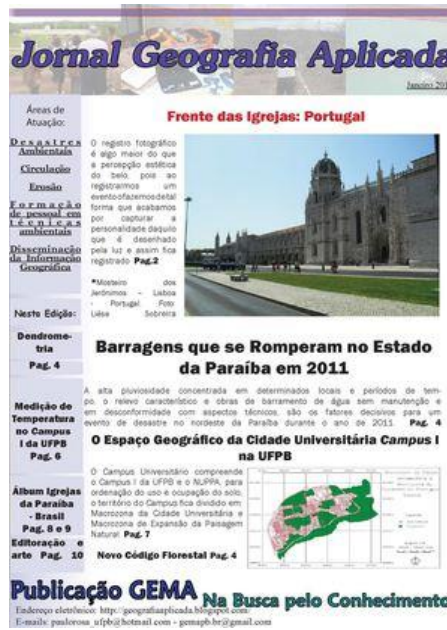 Jornal Geografia Aplicada
Janeiro 201
Áreas de
Atuação:
Desastres
Ambientais
Circulação
Erosão
Formação
de pessoal em
técnicas
ambientais
Disseminação
da Informação
Geográfica
Nesta Edição:
Dendrome-
tria
Pag. 4
Medição de
Temperatura
no Campus
I da UFPB
Pag. 6
Álbum Igrejas
da Paraíba
- Brasil
Pag. 8 e 9
Editoração e
arte Pag. 10
Frente das Igrejas: Portugal
O registro fotográfico
é algo maior do que
a percepção estética
do belo, pois ao
registrarmos um
evento fazemos de tal
forma que acabamos
por capturar a
personalidade daquilo
que é desenhado
pela luz e assim fica
registrado. Pag.2
*Mosteiro dos
Jerônimos - Lisboa
- Portugal. Foto:
Liésa Sobreira
Barragens que se Romperam no Estado
da Paraíba em 2011
A alta pluviosidade concentrada em determinados locais e períodos de tem-
po, o relevo característico e obras de barramento de água sem manutenção e
em desconformidade com aspectos técnicos, são os fatores decisivos para um
evento de desastre no nordeste da Paraíba durante o ano de 2011. Pag. 4
O Espaço Geográfico da Cidade Universitária Campus I
na UFPB
O Campus Universitário compreende
o Campus I da UFPB e o NUPPA, para
ordenação do uso e ocupação do solo,
o território do Campus fica dividido em:
Macrozona da Cidade Universitária e
Macrozona de Expansão da Paisagem
Natural. Pag. 7
Novo Código Florestal Pag. 4
Publicação GEMA Na Busca pelo Conhecimento
Endereço eletrônico: http://geografiaaplicada.blogspot.com/
E-mails: paulorosa_ufpb@hotmail.com - gemapb.br@gmail.com